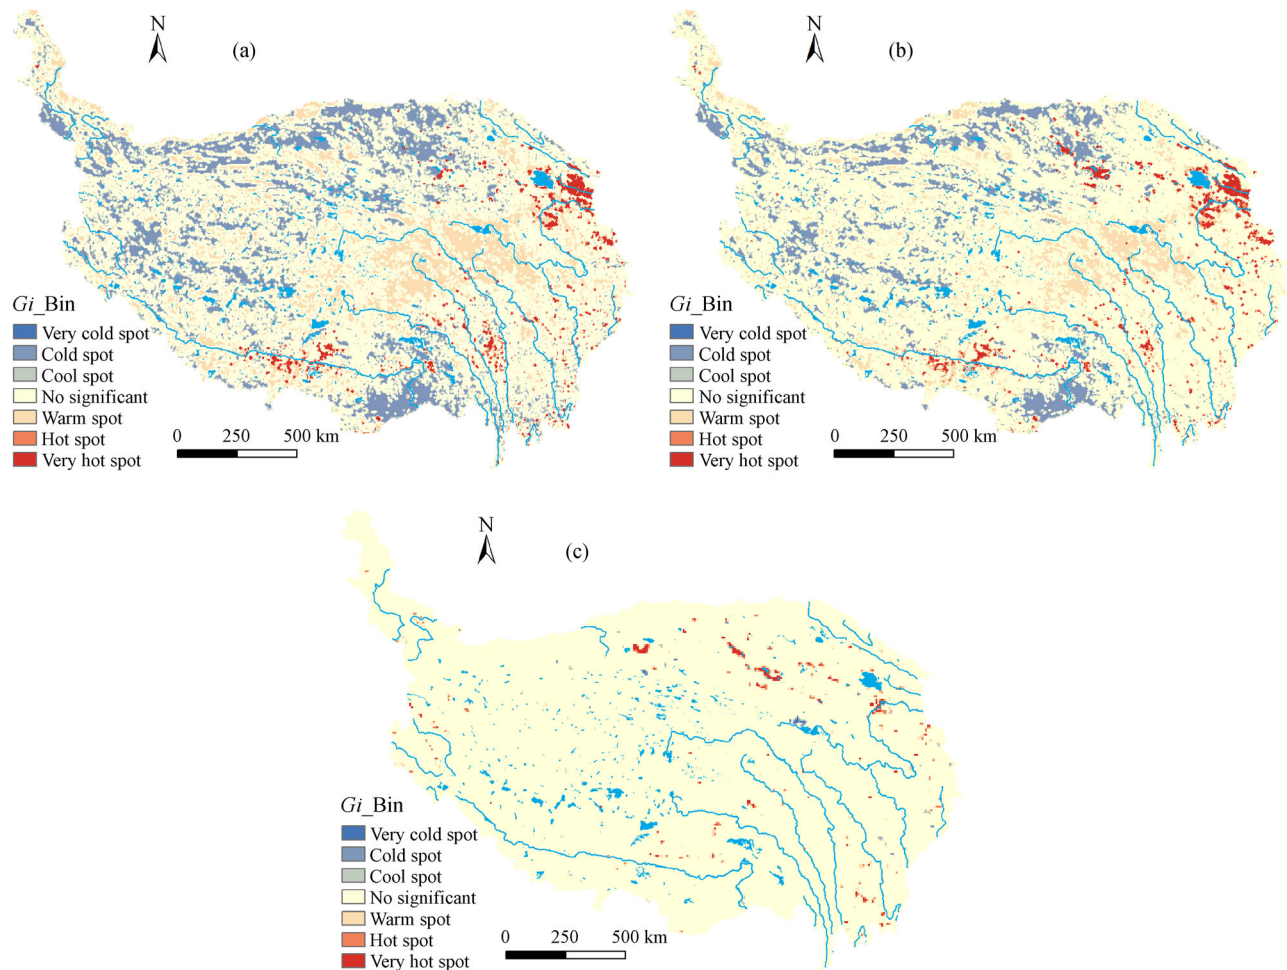 N
(a)
Gi_Bin
Very cold spot
Cold spot
Cool spot
No significant
Warm spot
Hot spot
Very hot spot
0 250 500 km
N
(b)
Gi_Bin
Very cold spot
Cold spot
Cool spot
No significant
Warm spot
Hot spot
Very hot spot
0 250 500 km
N
(c)
Gi_Bin
Very cold spot
Cold spot
Cool spot
No significant
Warm spot
Hot spot
Very hot spot
0 250 500 km